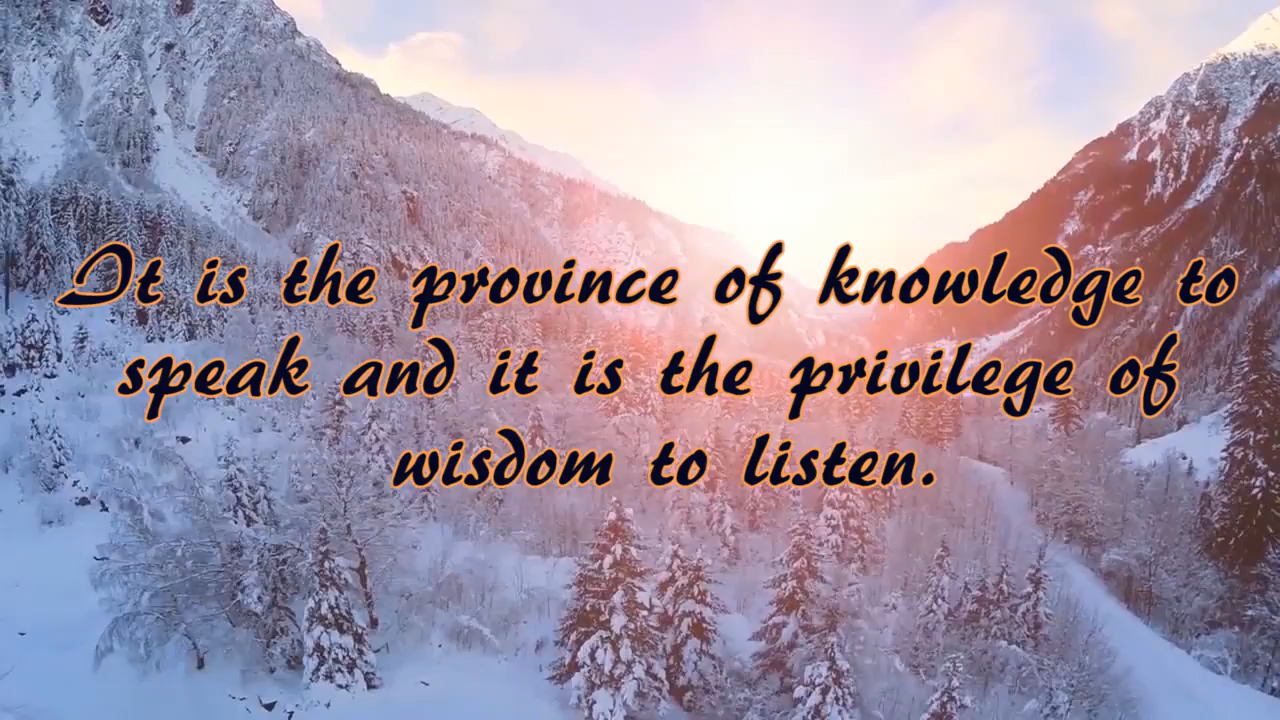 It is the province of knowledge to
speak and it is the privilege of
wisdom to listen.